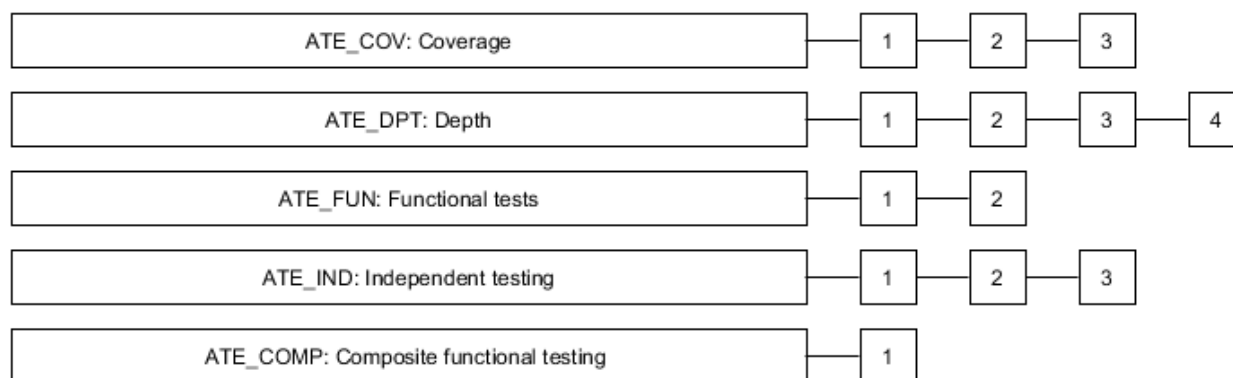 ATE_COV: Coverage 1 2 3
ATE_DPT: Depth 1 2 3 4
ATE_FUN: Functional tests 1 2
ATE_IND: Independent testing 1 2 3
ATE_COMP: Composite functional testing 1